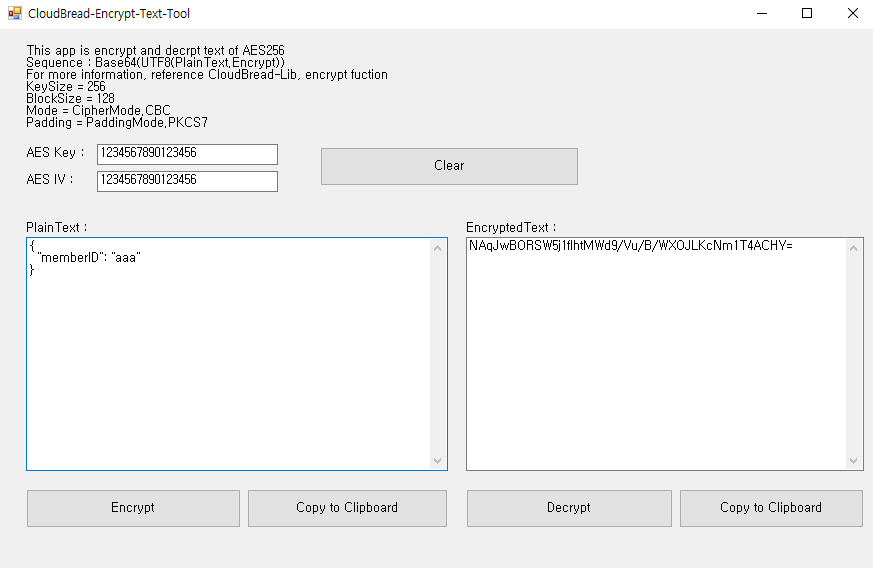 CloudBread-Encrypt-Text-Tool
This app is encrypt and decrpt text of AES256
Sequence : Base64(UTF8(PlainText.Encrypt))
For more information, reference CloudBread-Lib, encrypt fuction
KeySize = 256
BlockSize = 128
Mode = CipherMode.CBC
Padding = PaddingMode.PKCS7
AES Key : 1234567890123456
Clear
AES IV : 1234567890123456
PlainText :
{
"memberID": "aaa"
}
EncryptedText :
NAqJwBORSW5j1flhtMWd9/Vu/B/WXOJLKcNm1T4ACHY=
Encrypt
Copy to Clipboard
Decrypt
Copy to Clipboard